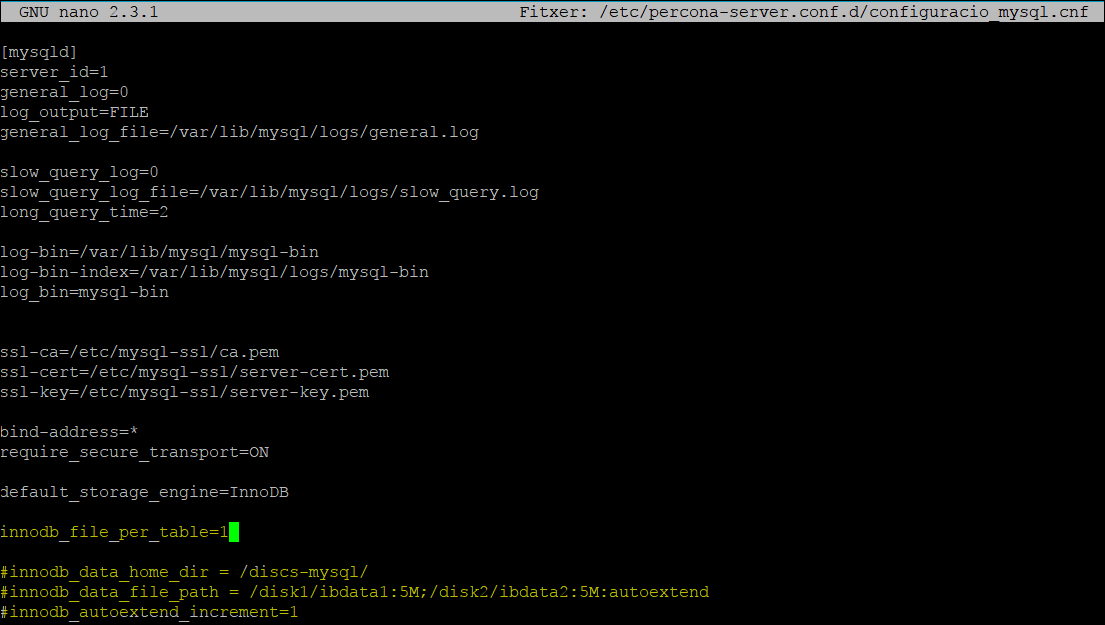 GNU nano 2.3.1 Fitxer: /etc/percona-server.conf.d/configuracio_mysql.cnf
[mysqld]
server_id=1
general_log=0
log_output=FILE
general_log_file=/var/lib/mysql/logs/general.log
slow_query_log=0
slow_query_log_file=/var/lib/mysql/logs/slow_query.log
long_query_time=2
log-bin=/var/lib/mysql/mysql-bin
log-bin-index=/var/lib/mysql/logs/mysql-bin
log_bin=mysql-bin
ssl-ca=/etc/mysql-ssl/ca.pem
ssl-cert=/etc/mysql-ssl/server-cert.pem
ssl-key=/etc/mysql-ssl/server-key.pem
bind-address=*
require_secure_transport=ON
default_storage_engine=InnoDB
innodb_file_per_table=1
#innodb_data_home_dir = /discs-mysql/
#innodb_data_file_path = /disk1/ibdata1:5M;/disk2/ibdata2:5M:autoextend
#innodb_autoextend_increment=1